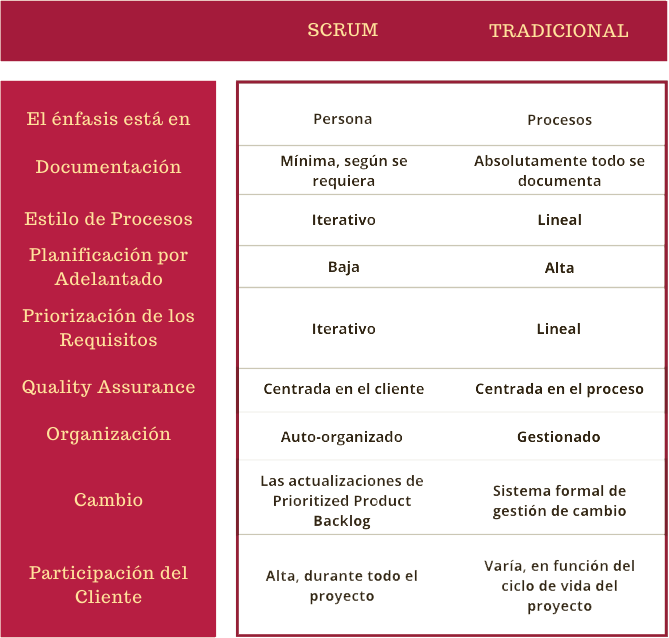 SCRUM TRADICIONAL
El énfasis está en Persona Procesos
Documentación
Mínima, según se
requiera
Absolutamente todo se
documenta
Estilo de Procesos Iterativo Lineal
Planificación por
Adelantado
Baja Alta
Priorización de los
Requisitos
Iterativo Lineal
Quality Assurance Centrada en el cliente Centrada en el proceso
Organización Auto-organizado Gestionado
Cambio
Las actualizaciones de
Prioritized Product
Backlog
Sistema formal de
gestión de cambio
Participación del
Cliente
Alta, durante todo el
proyecto
Varía, en función del
ciclo de vida del
proyecto